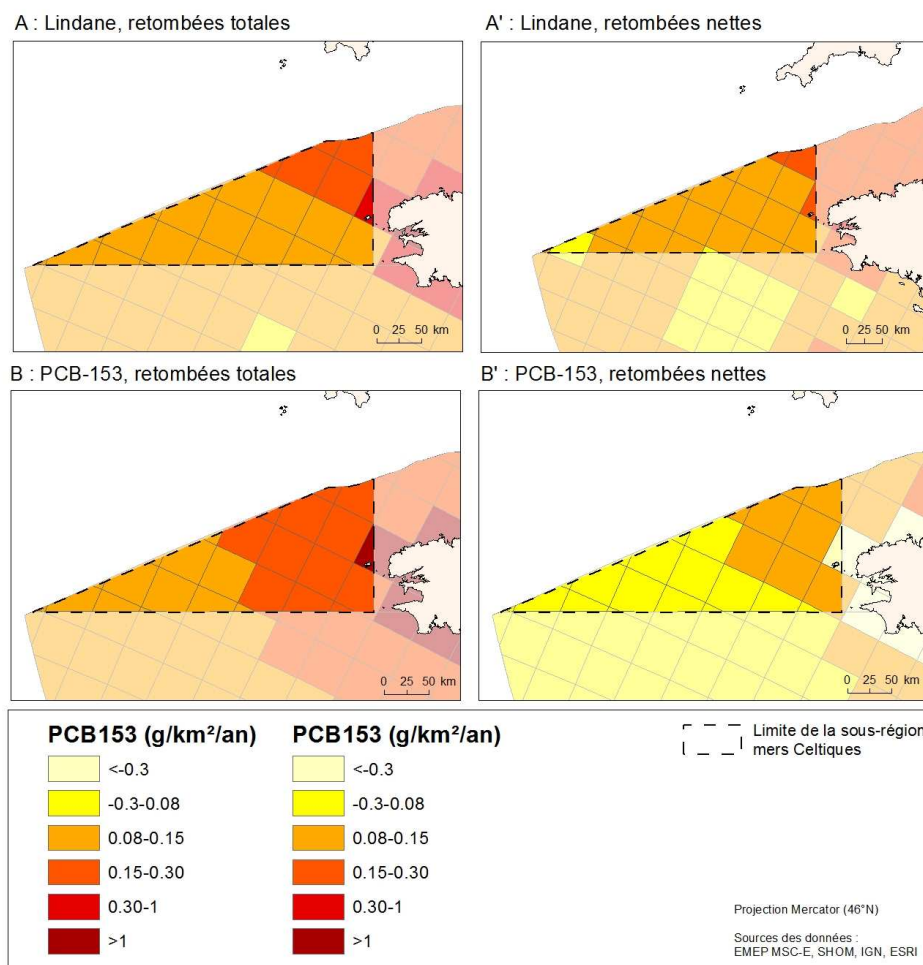 A : Lindane, retombées totales
A' : Lindane, retombées nettes
0 25 50 km
0 25 50 km
B : PCB-153, retombées totales
B' : PCB-153, retombées nettes
0 25 50 km
0 25 50 km
PCB153 (g/km²/an)
<-0.3
-0.3-0.08
0.08-0.15
0.15-0.30
0.30-1
>1
PCB153 (g/km²/an)
<-0.3
-0.3-0.08
0.08-0.15
0.15-0.30
0.30-1
>1
Limite de la sous-région
mers Celtiques
Projection Mercator (46°N)
Sources des données :
EMEP MSC-E, SHOM, IGN, ESRI